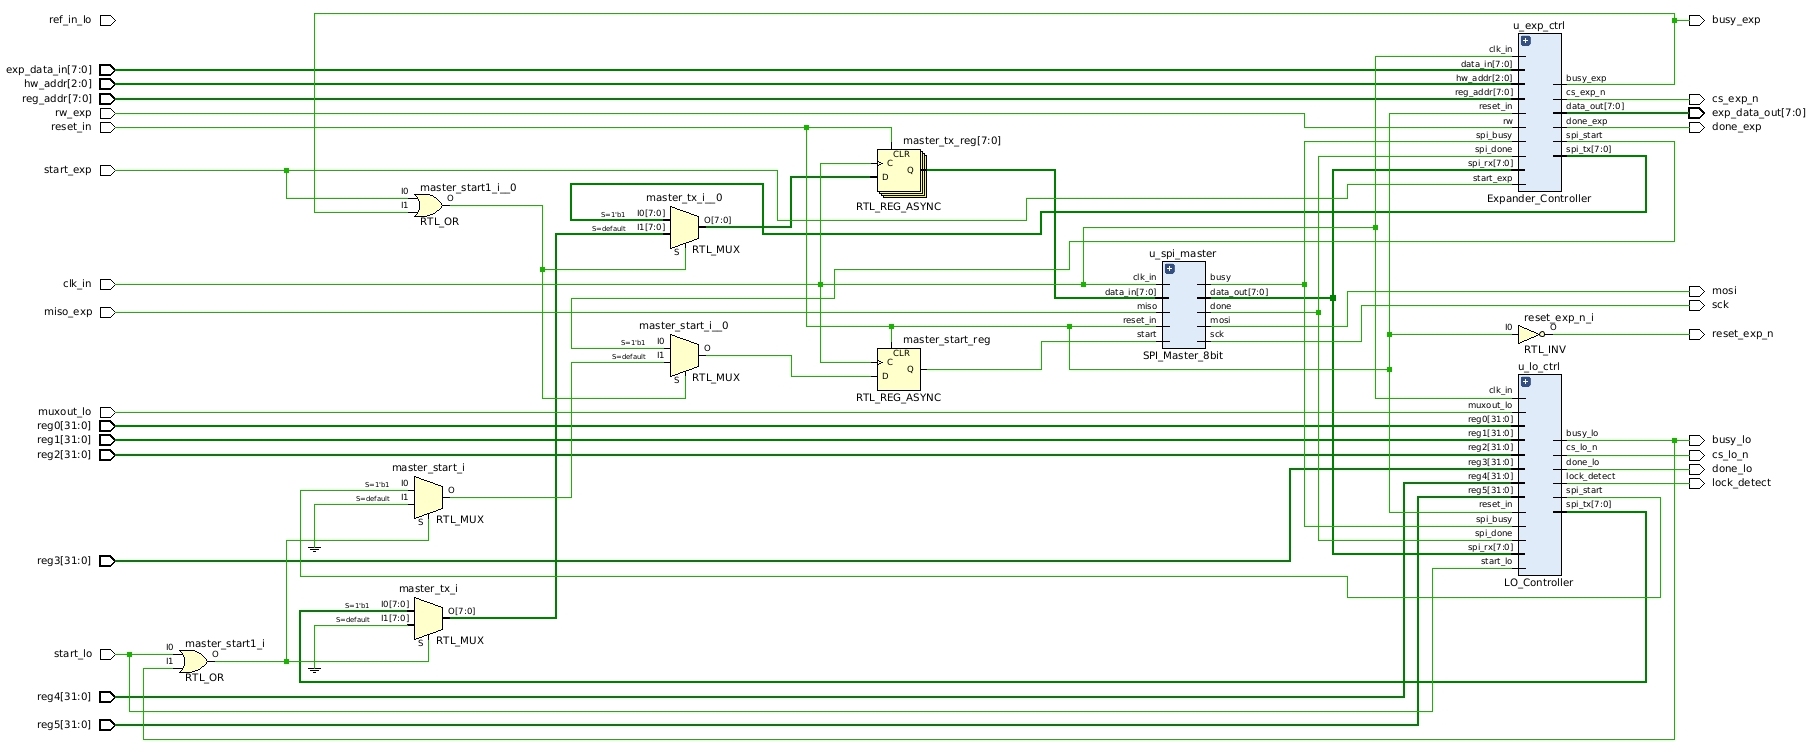 ref_in_lo
exp_data_in[7:0]
hw_addr[2:0]
reg_addr[7:0]
rw_exp
reset_in
start_exp
clk_in
miso_exp
muxout_lo
reg0[31:0]
reg1[31:0]
reg2[31:0]
reg3[31:0]
start_lo
reg4[31:0]
reg5[31:0]
master_start1_i__0
I0
I1
O
RTL_OR
master_start_i
S=1'b1
I0
S=default
I1
O
S
RTL_MUX
master_tx_i
S=1'b1
I0[7:0]
S=default
I1[7:0]
O[7:0]
S
RTL_MUX
master_start1_i
I0
I1
O
RTL_OR
master_tx_i__0
S=1'b1
I0[7:0]
S=default
I1[7:0]
O[7:0]
S
RTL_MUX
master_start_i__0
S=1'b1
I0
S=default
I1
O
S
RTL_MUX
master_tx_reg[7:0]
CLR
C
Q
D
RTL_REG_ASYNC
master_start_reg
CLR
C
Q
D
RTL_REG_ASYNC
u_spi_master
clk_in
busy
data_in[7:0]
data_out[7:0]
miso
done
reset_in
mosi
start
sck
SPI_Master_8bit
u_exp_ctrl
clk_in
data_in[7:0]
hw_addr[2:0]
reg_addr[7:0]
reset_in
rw
spi_busy
spi_done
spi_rx[7:0]
start_exp
busy_exp
cs_exp_n
data_out[7:0]
done_exp
spi_start
spi_tx[7:0]
Expander_Controller
reset_exp_n_i
I0
O
RTL_INV
u_lo_ctrl
clk_in
muxout_lo
reg0[31:0]
reg1[31:0]
reg2[31:0]
reg3[31:0]
reg4[31:0]
reg5[31:0]
reset_in
spi_busy
spi_done
spi_rx[7:0]
start_lo
busy_lo
cs_lo_n
done_lo
lock_detect
spi_start
spi_tx[7:0]
LO_Controller
busy_exp
cs_exp_n
exp_data_out[7:0]
done_exp
mosi
sck
reset_exp_n
busy_lo
cs_lo_n
done_lo
lock_detect